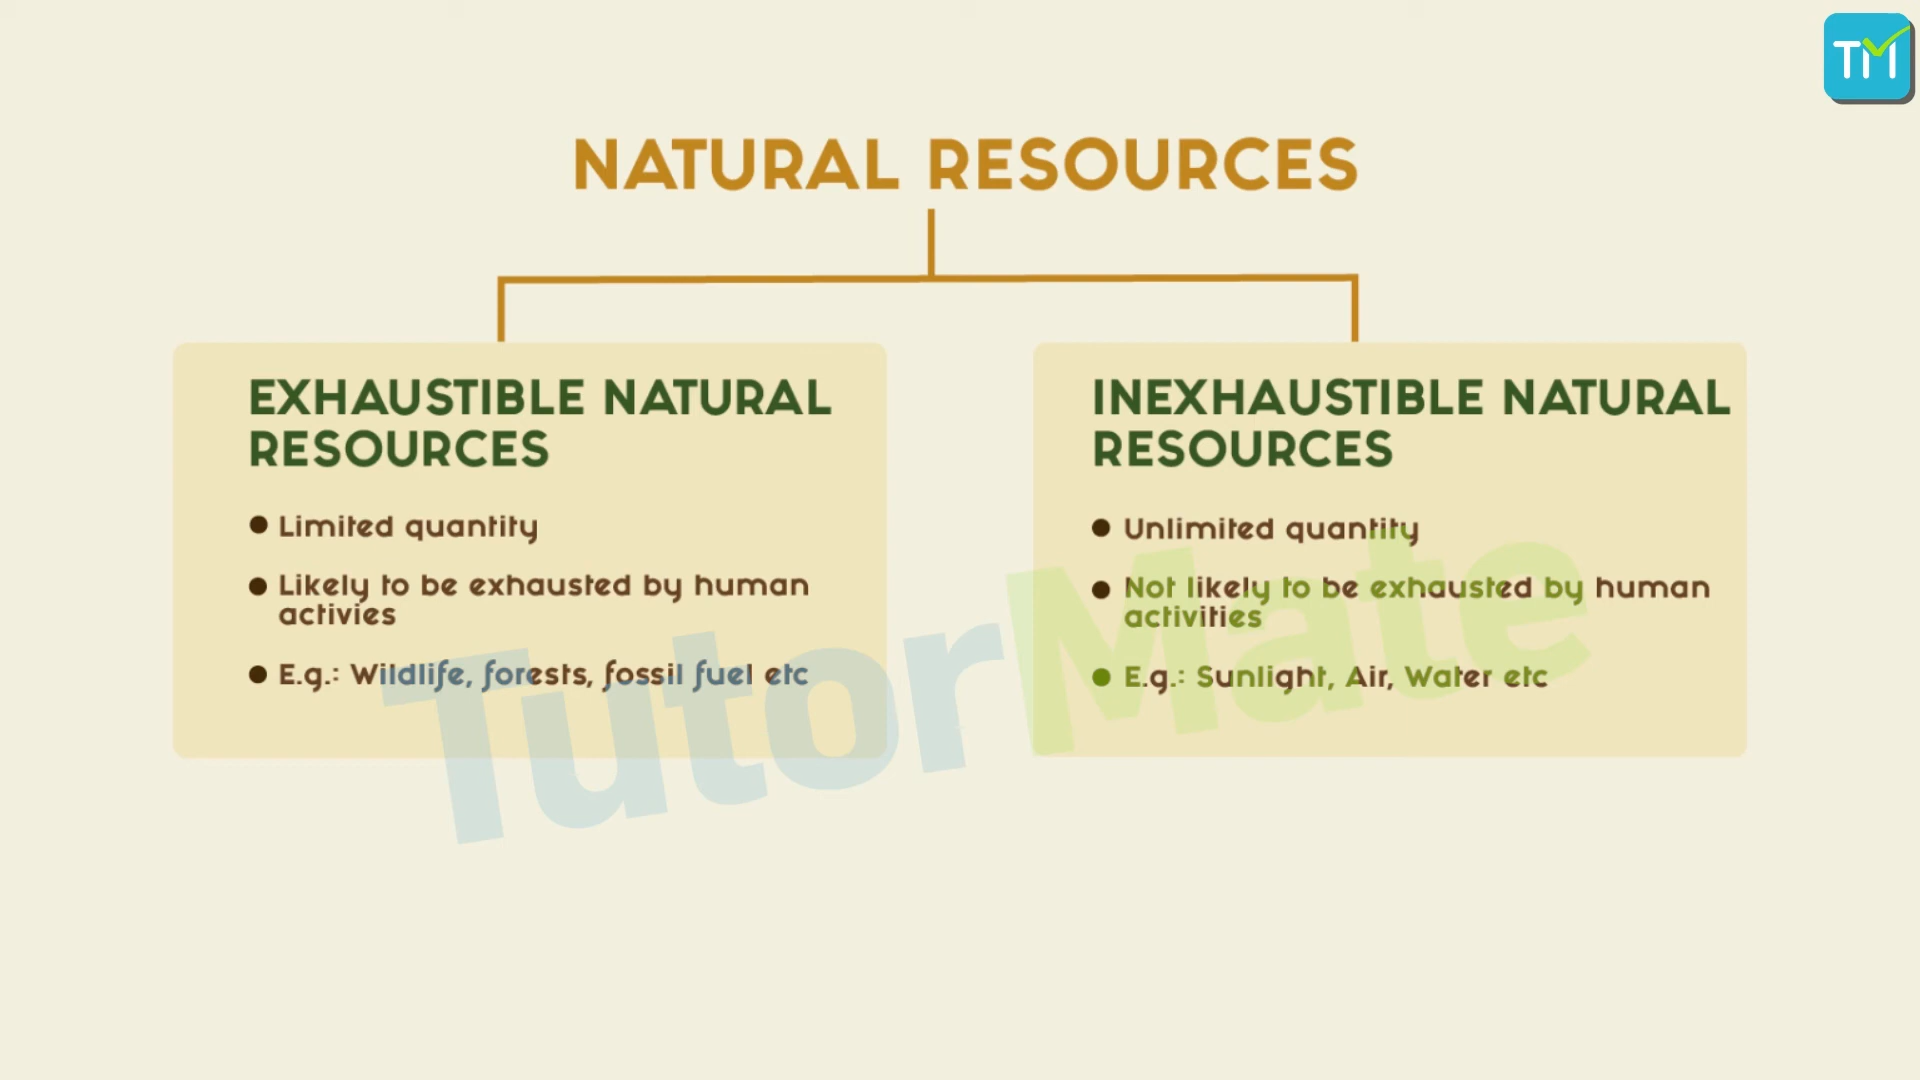 TM
NATURAL RESOURCES
EXHAUSTIBLE NATURAL
RESOURCES
● Limited quantity
● Likely to be exhausted by human
activies
● E.g.: Wildlife, forests, fossil fuel etc
INEXHAUSTIBLE NATURAL
RESOURCES
● Unlimited quantity
● Not likely to be exhausted by human
activities
● E.g.: Sunlight, Air, Water etc
TutorMate